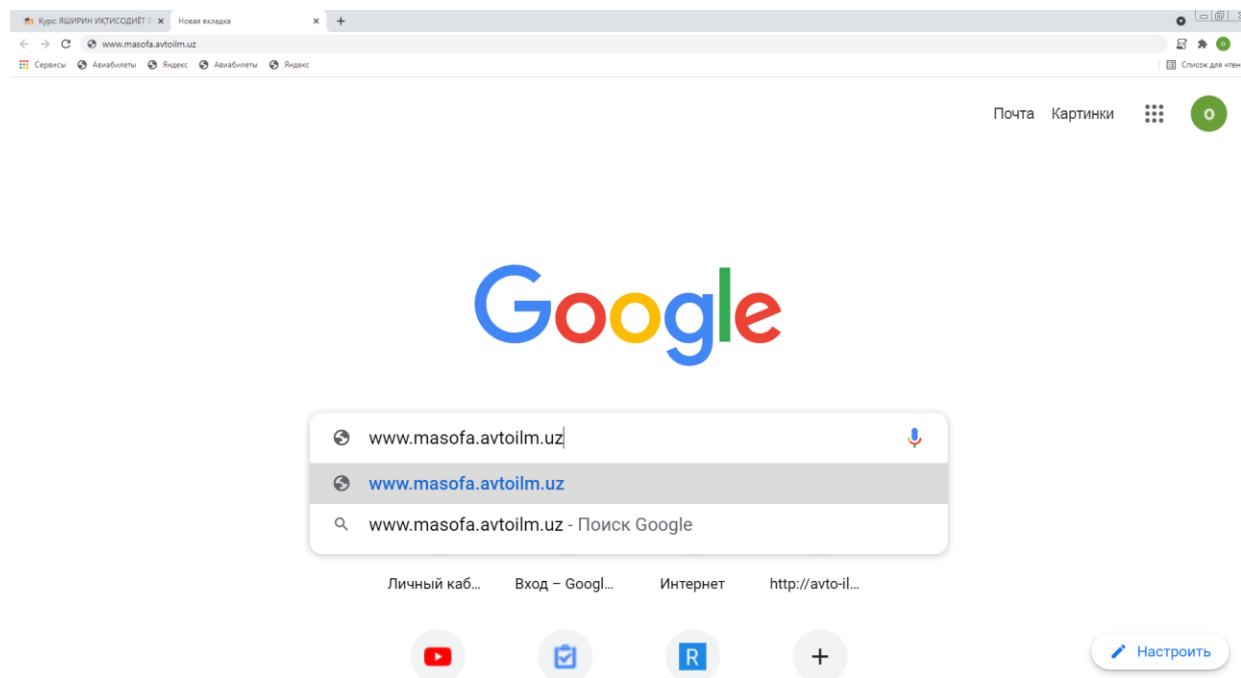 Курс: ЯШИРИН ИҚТИСОДИЁТ
Новая вкладка
www.masofa.avtoilm.uz
Сервисы Авиабилеты Яндекс Авиабилеты Яндекс
Список для чтен
Почта Картинки
O
Google
www.masofa.avtoilm.uz
www.masofa.avtoilm.uz
www.masofa.avtoilm.uz - Поиск Google
Личный каб... Вход – Googl... Интернет http://avto-il...
R
Настроить